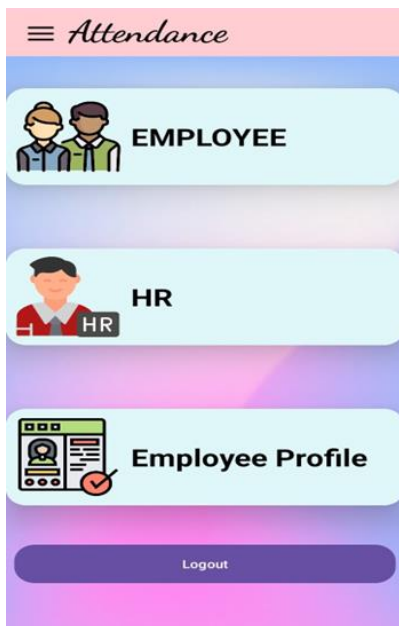 Attendance
EMPLOYEE
HR
HR
Employee Profile
Logout